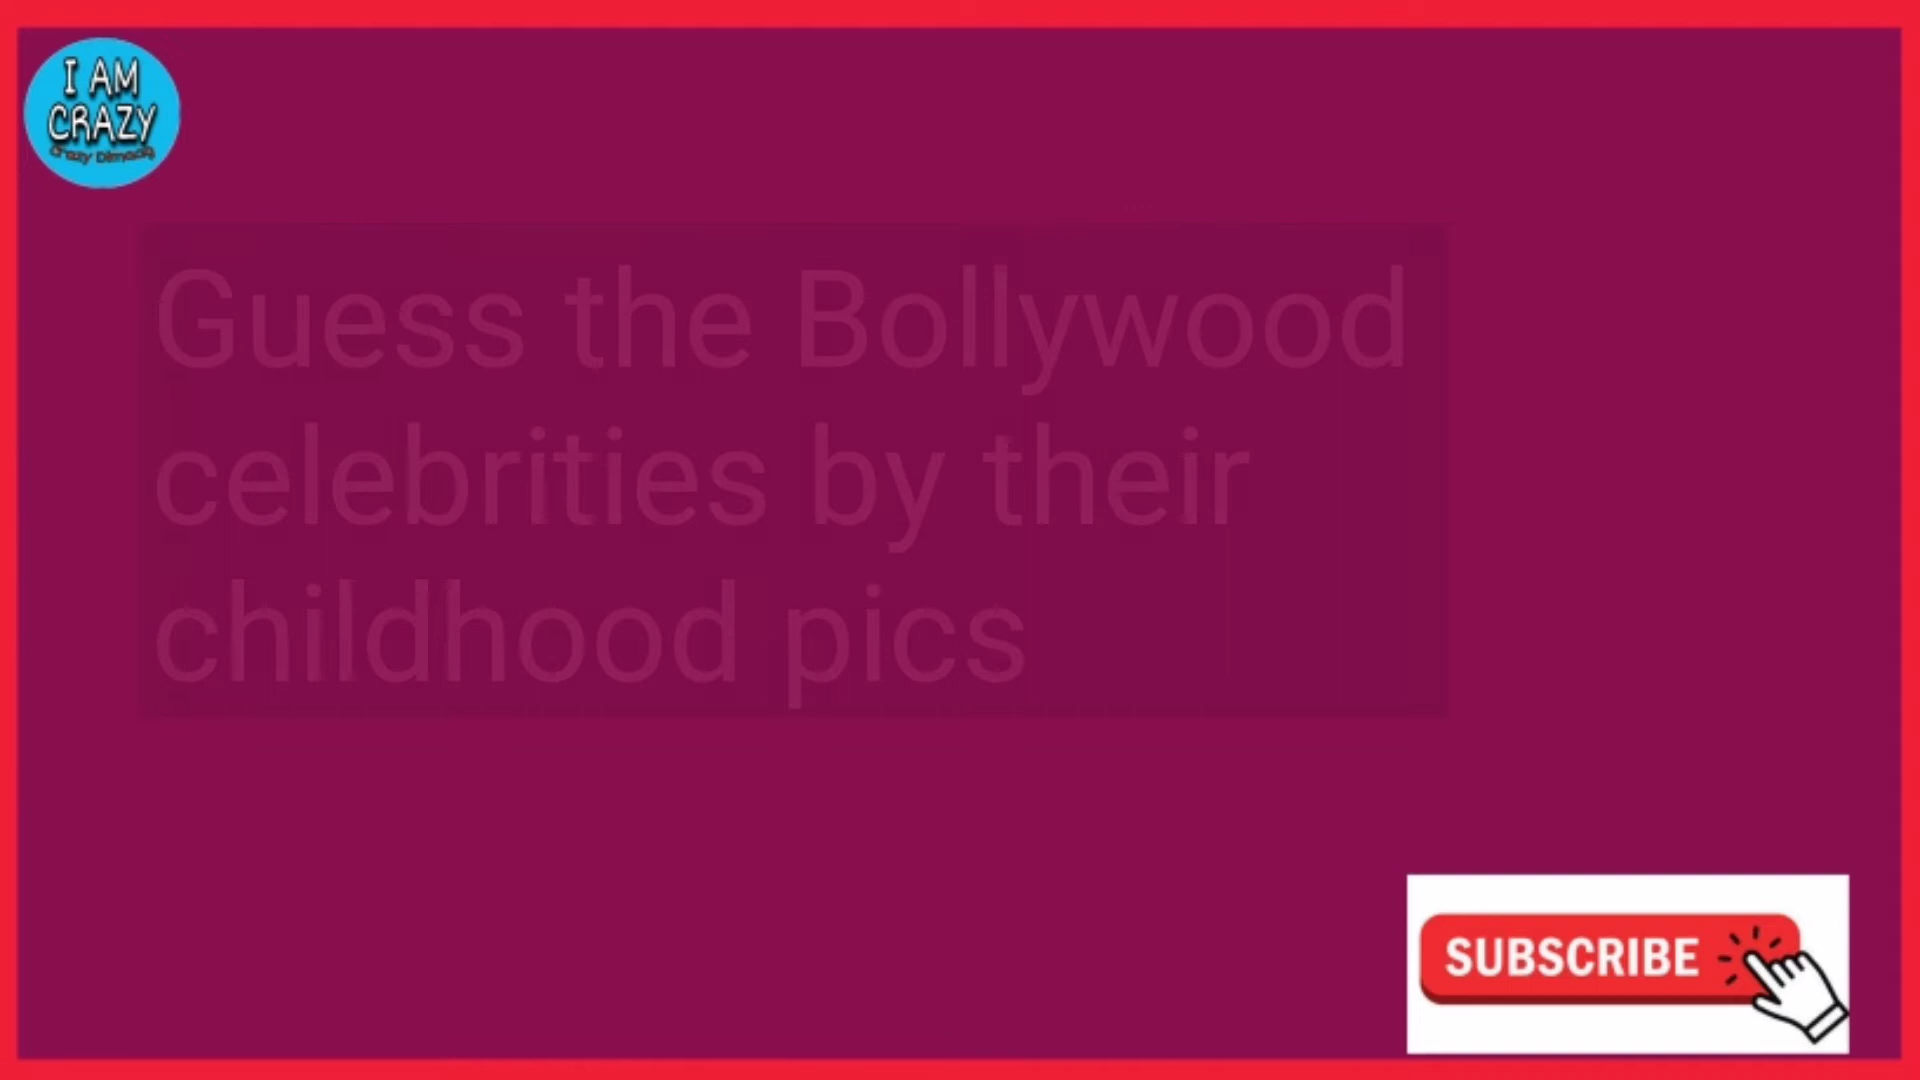 I AM
CRAZY
Guess the Bollywood
celebrities by their
childhood pics
SUBSCRIBE